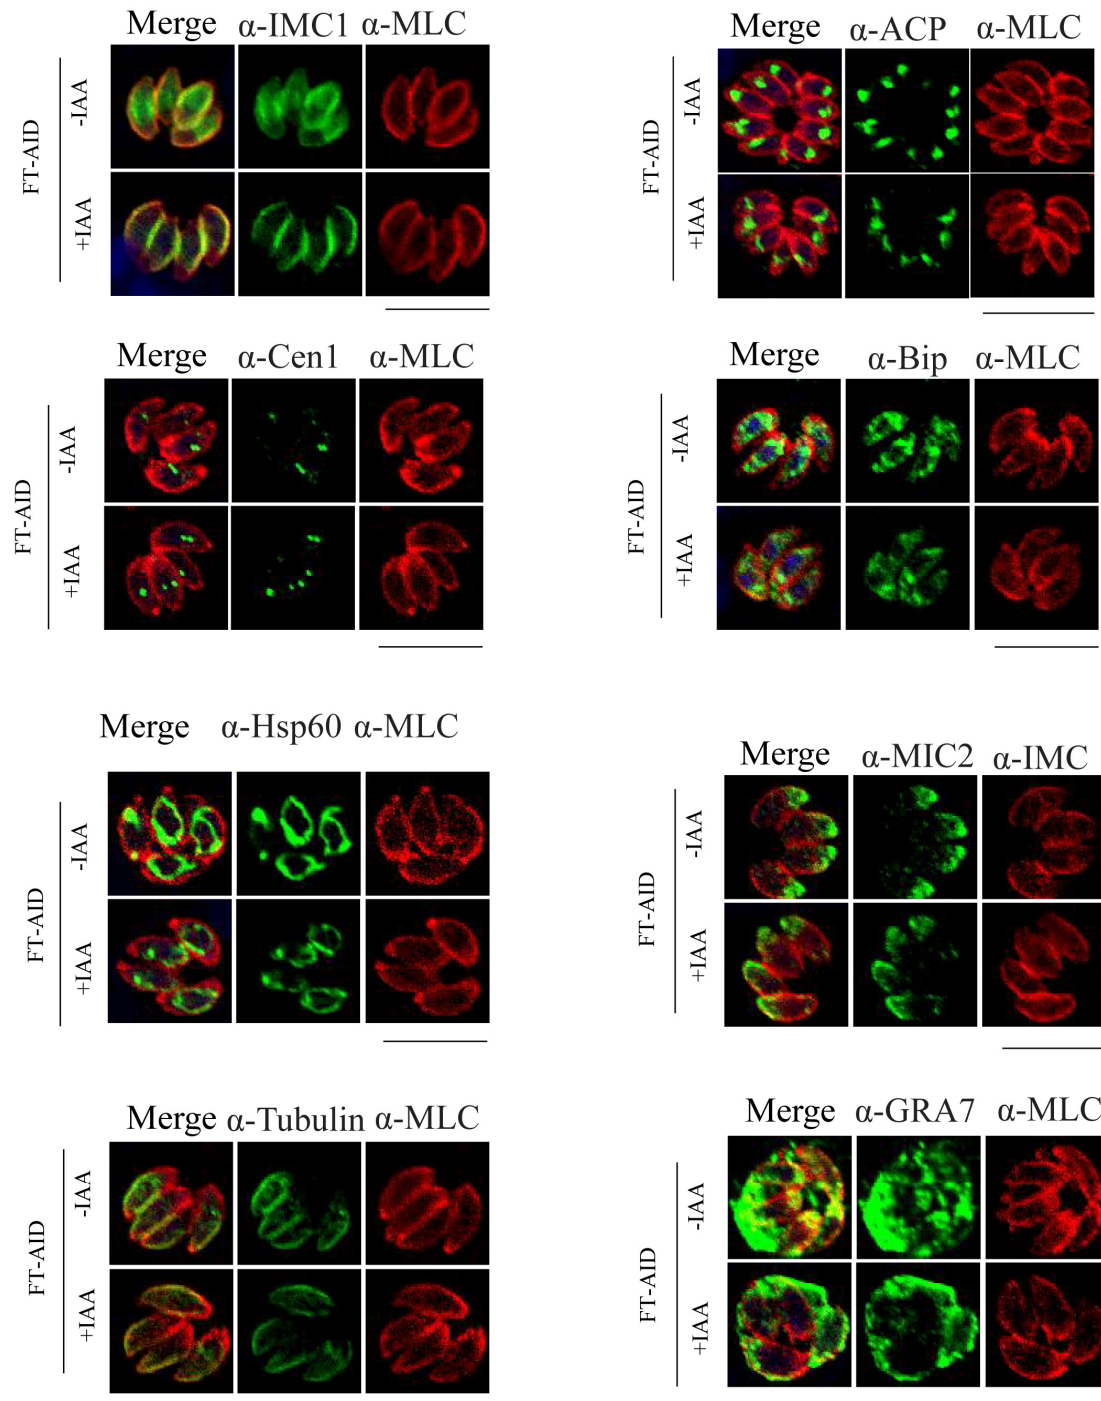 Merge α-IMC1 α-MLC
FT-AID
-IAA
+IAA
Merge α-ACP α-MLC
FT-AID
-IAA
+IAA
Merge α-Cen1 α-MLC
FT-AID
-IAA
+IAA
Merge α-Bip α-MLC
FT-AID
-IAA
+IAA
Merge α-Hsp60 α-MLC
FT-AID
-IAA
+IAA
Merge α-MIC2 α-IMC
FT-AID
-IAA
+IAA
Merge α-Tubulin α-MLC
FT-AID
-IAA
+IAA
Merge α-GRA7 α-MLC
FT-AID
-IAA
+IAA